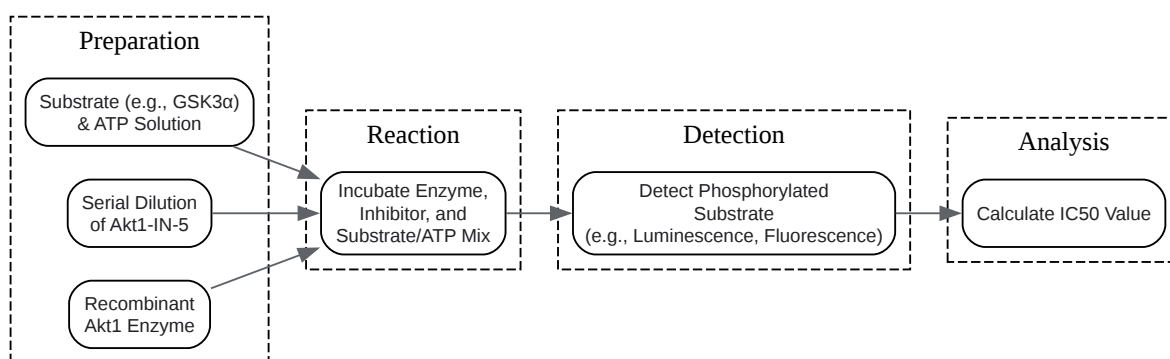 Preparation
Substrate (e.g., GSK3α)
& ATP Solution
Serial Dilution
of Akt1-IN-5
Recombinant
Akt1 Enzyme
Reaction
Incubate Enzyme,
Inhibitor, and
Substrate/ATP Mix
Detection
Detect Phosphorylated
Substrate
(e.g., Luminescence, Fluorescence)
Analysis
Calculate IC50 Value